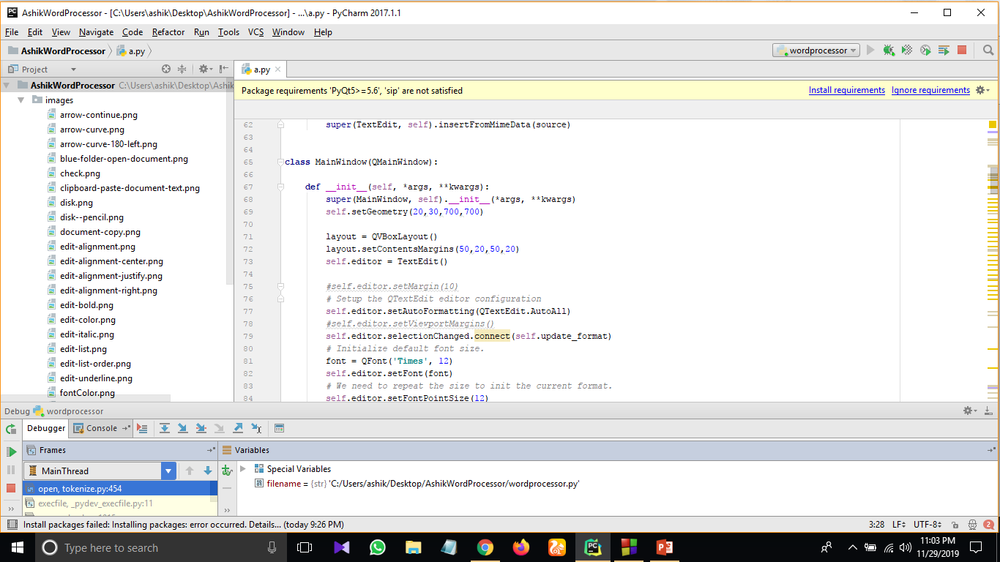 AshikWordProcessor - [C:\Users\ashik\Desktop\AshikWordProcessor] - ...\a.py - PyCharm 2017.1.1
File Edit View Navigate Code Refactor Run Tools VCS Window Help
AshikWordProcessor a.py wordprocessor
Project a.py
AshikWordProcessor C:\Users\ashik\Desktop\Ashik
images
arrow-continue.png
arrow-curve.png
arrow-curve-180-left.png
blue-folder-open-document.png
check.png
clipboard-paste-document-text.png
disk.png
disk--pencil.png
document-copy.png
edit-alignment.png
edit-alignment-center.png
edit-alignment-justify.png
edit-alignment-right.png
edit-bold.png
edit-color.png
edit-italic.png
edit-list.png
edit-list-order.png
edit-underline.png
fontColor.png
Package requirements 'PyQt5>=5.6', 'sip' are not satisfied Install requirements Ignore requirements
62 super(TextEdit, self).insertFromMimeData(source)
63
64
65 class MainWindow(QMainWindow):
66
67 def __init__(self, *args, **kwargs):
68 super(MainWindow, self).__init__(*args, **kwargs)
69 self.setGeometry(20,30,700,700)
70
71 layout = QVBoxLayout()
72 layout.setContentsMargins(50,20,50,20)
73 self.editor = TextEdit()
74
75 #self.editor.setMargin(10)
76 # Setup the QTextEdit editor configuration
77 self.editor.setAutoFormatting(QTextEdit.AutoAll)
78 #self.editor.setViewportMargins()
79 self.editor.selectionChanged.connect(self.update_format)
80 # Initialize default font size.
81 font = QFont('Times', 12)
82 self.editor.setFont(font)
83 # We need to repeat the size to init the current format.
84 self.editor.setFontPointSize(12)
Debug wordprocessor
Debugger Console
Frames Variables
MainThread
open, tokenize.py:454
execfile, _pydev_execfile.py:11
Special Variables
filename = {str} 'C:/Users/ashik/Desktop/AshikWordProcessor/wordprocessor.py'
Install packages failed: Installing packages: error occurred. Details... (today 9:26 PM) 3:28 LF UTF-8 2
Type here to search
11:03 PM
11/29/2019